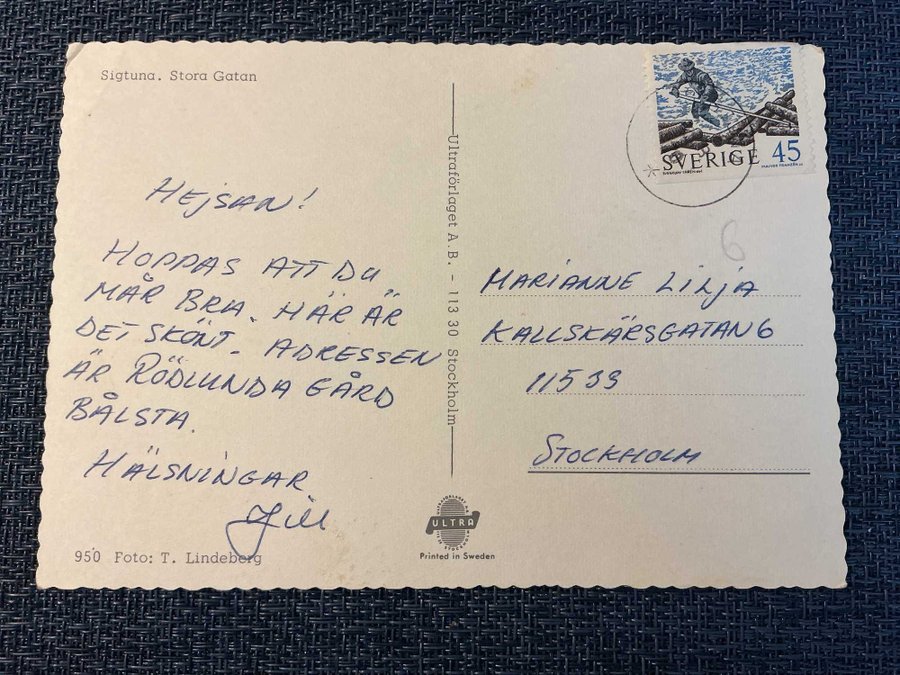 Sigtuna. Stora Gatan
HEJSAN!
HOPPAS ATT DU
MÅR BRA. HÄR ÄR
DET SKÖNT. ADRESSEN
ÄR RÖDLUNDA GÅRD
BÅLSTA.
HÄLSNINGAR
Jill
950 Foto: T. Lindeberg
Ultraförlaget A.B. - 113 30 Stockholm
ULTRA
Printed in Sweden
SVERIGE 45
6
MARIANNE LILJA
KALLSKÄRSGATAN 6
115 39
STOCKHOLM